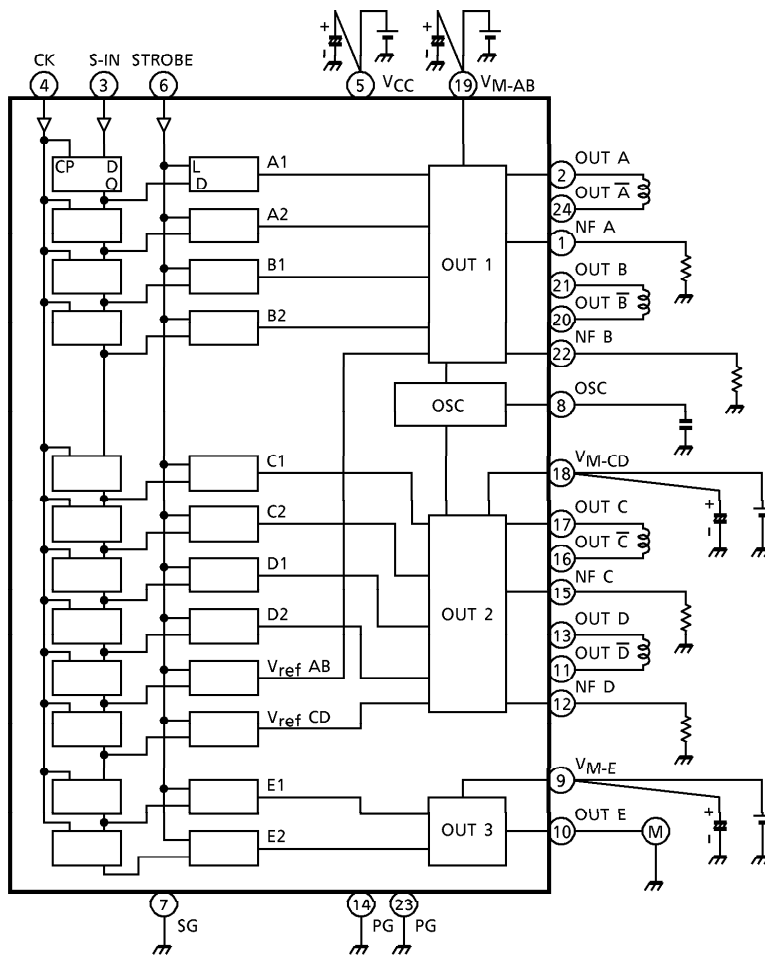 CK S-IN STROBE
4 3 6 5 VCC 19 VM-AB
+ - + -
CP D Q
L D
A1
A2
B1
B2
OUT 1
OSC
2 OUT A
24 OUT A̅
1 NF A
21 OUT B
20 OUT B̅
22 NF B
8 OSC
C1
C2
D1
D2
Vref AB
Vref CD
OUT 2
18 VM-CD
+ -
17 OUT C
16 OUT C̅
15 NF C
13 OUT D
11 OUT D̅
12 NF D
E1
E2
OUT 3
9 VM-E
+ -
10 OUT E
M
7 SG
14 PG
23 PG